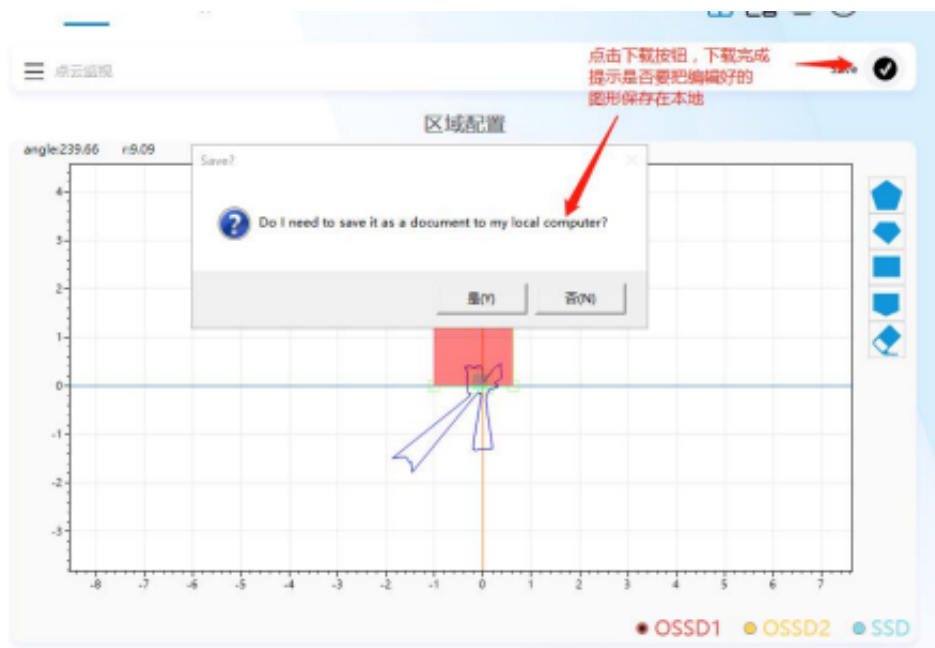 点云监视
点击下载按钮，下载完成
提示是否要把编辑好的
图形保存在本地
Save
区域配置
angle:239.66 r:9.09
Save?
Do I need to save it as a document to my local computer?
是(Y) 否(N)
4
3
2
1
0
-1
-2
-3
-8 -7 -6 -5 -4 -3 -2 -1 0 1 2 3 4 5 6 7
OSSD1 OSSD2 SSD